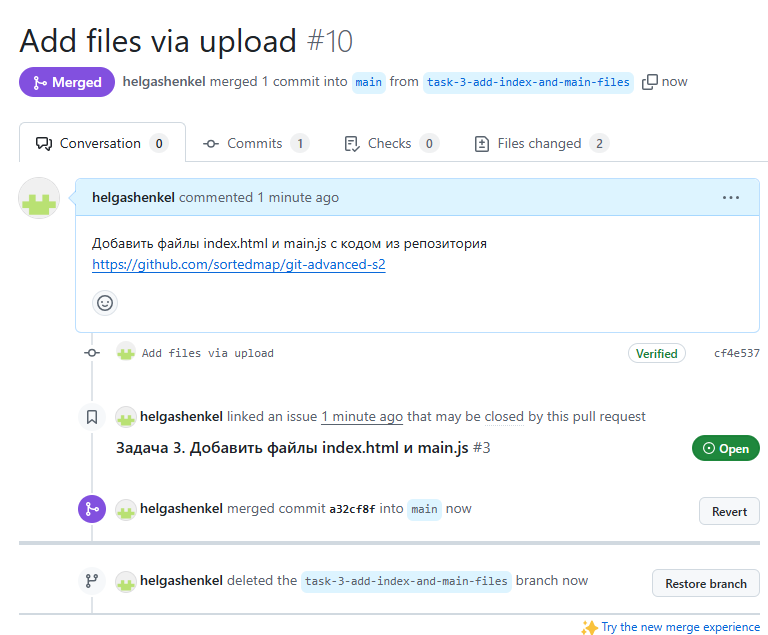 Add files via upload #10
Merged helgashenkel merged 1 commit into main from task-3-add-index-and-main-files now
Conversation 0 Commits 1 Checks 0 Files changed 2
helgashenkel commented 1 minute ago
Добавить файлы index.html и main.js с кодом из репозитория
https://github.com/sortedmap/git-advanced-s2
Add files via upload Verified cf4e537
helgashenkel linked an issue 1 minute ago that may be closed by this pull request
Задача 3. Добавить файлы index.html и main.js #3 Open
helgashenkel merged commit a32cf8f into main now Revert
helgashenkel deleted the task-3-add-index-and-main-files branch now Restore branch
Try the new merge experience